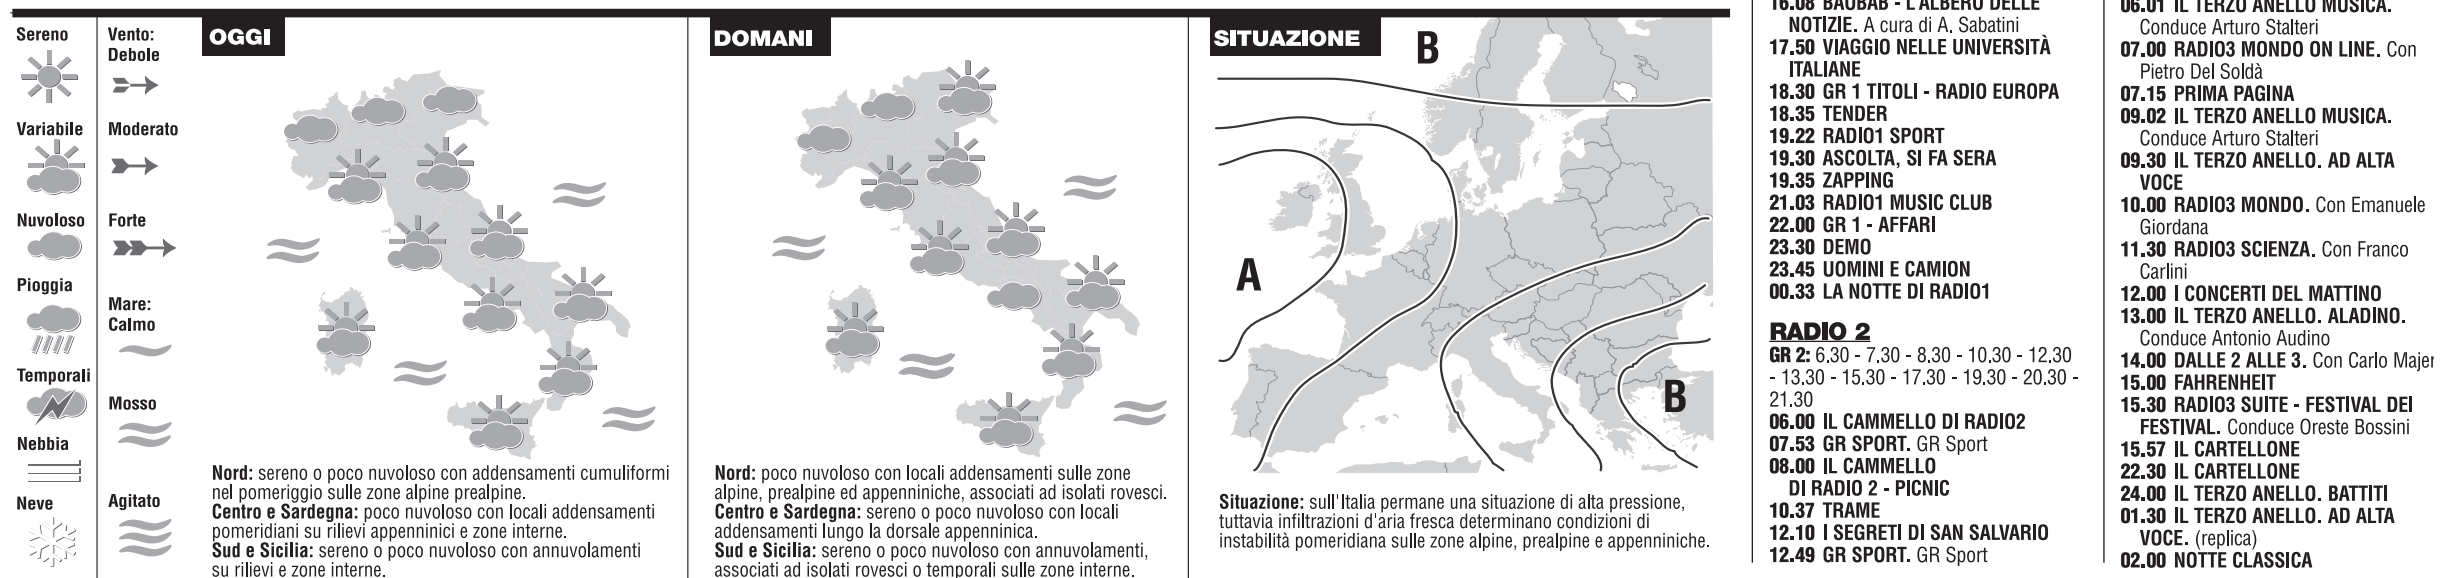 Sereno
Variabile
Nuvoloso
Pioggia
Temporali
Nebbia
Neve
Vento:
Debole
Moderato
Forte
Mare:
Calmo
Mosso
Agitato
OGGI
Nord: sereno o poco nuvoloso con addensamenti cumuliformi
nel pomeriggio sulle zone alpine prealpine.
Centro e Sardegna: poco nuvoloso con locali addensamenti
pomeridiani su rilievi appenninici e zone interne.
Sud e Sicilia: sereno o poco nuvoloso con annuvolamenti
su rilievi e zone interne.
DOMANI
Nord: poco nuvoloso con locali addensamenti sulle zone
alpine, prealpine ed appenniniche, associati ad isolati rovesci.
Centro e Sardegna: sereno o poco nuvoloso con locali
addensamenti lungo la dorsale appenninica.
Sud e Sicilia: sereno o poco nuvoloso con annuvolamenti,
associati ad isolati rovesci o temporali sulle zone interne.
SITUAZIONE
B
A
B
Situazione: sull'Italia permane una situazione di alta pressione,
tuttavia infiltrazioni d'aria fresca determinano condizioni di
instabilità pomeridiana sulle zone alpine, prealpine e appenniniche.
16.08 BAOBAB - L'ALBERO DELLE
NOTIZIE. A cura di A. Sabatini
17.50 VIAGGIO NELLE UNIVERSITÀ
ITALIANE
18.30 GR 1 TITOLI - RADIO EUROPA
18.35 TENDER
19.22 RADIO1 SPORT
19.30 ASCOLTA, SI FA SERA
19.35 ZAPPING
21.03 RADIO1 MUSIC CLUB
22.00 GR 1 - AFFARI
23.30 DEMO
23.45 UOMINI E CAMION
00.33 LA NOTTE DI RADIO1
RADIO 2
GR 2: 6.30 - 7.30 - 8.30 - 10.30 - 12.30
- 13.30 - 15.30 - 17.30 - 19.30 - 20.30 -
21.30
06.00 IL CAMMELLO DI RADIO2
07.53 GR SPORT. GR Sport
08.00 IL CAMMELLO
DI RADIO 2 - PICNIC
10.37 TRAME
12.10 I SEGRETI DI SAN SALVARIO
12.49 GR SPORT. GR Sport
06.01 IL TERZO ANELLO MUSICA.
Conduce Arturo Stalteri
07.00 RADIO3 MONDO ON LINE. Con
Pietro Del Soldà
07.15 PRIMA PAGINA
09.02 IL TERZO ANELLO MUSICA.
Conduce Arturo Stalteri
09.30 IL TERZO ANELLO. AD ALTA
VOCE
10.00 RADIO3 MONDO. Con Emanuele
Giordana
11.30 RADIO3 SCIENZA. Con Franco
Carlini
12.00 I CONCERTI DEL MATTINO
13.00 IL TERZO ANELLO. ALADINO.
Conduce Antonio Audino
14.00 DALLE 2 ALLE 3. Con Carlo Majer
15.00 FAHRENHEIT
15.30 RADIO3 SUITE - FESTIVAL DEI
FESTIVAL. Conduce Oreste Bossini
15.57 IL CARTELLONE
22.30 IL CARTELLONE
24.00 IL TERZO ANELLO. BATTITI
01.30 IL TERZO ANELLO. AD ALTA
VOCE. (replica)
02.00 NOTTE CLASSICA